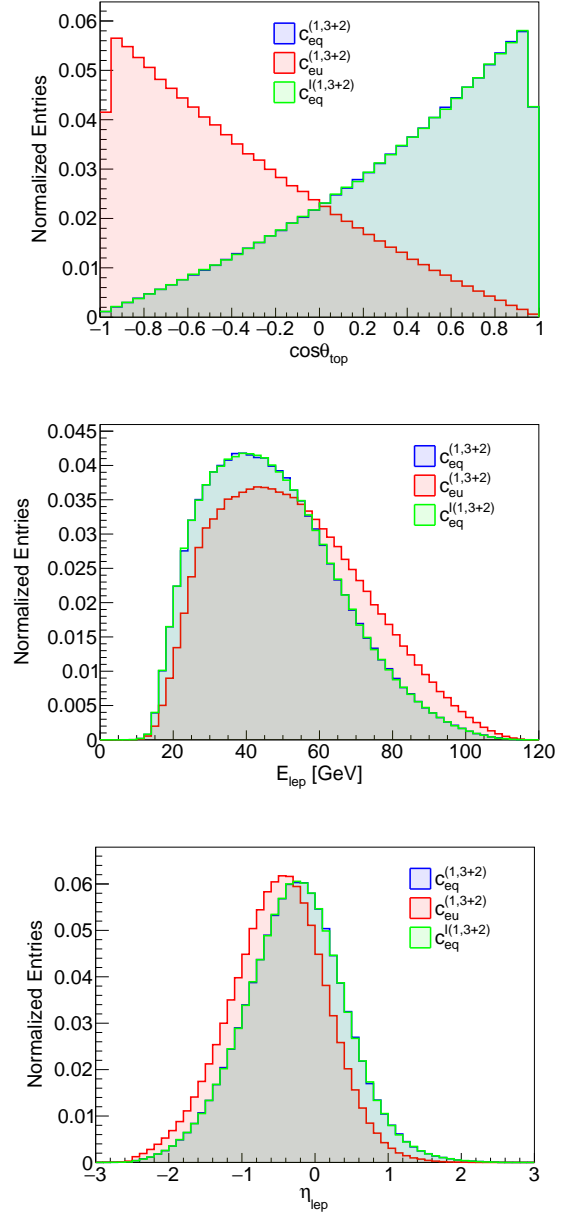 0.06
0.05
0.04
0.03
0.02
0.01
0
Normalized Entries
c_eq^(1,3+2)
c_eu^(1,3+2)
c_eq^I(1,3+2)
−1 −0.8 −0.6 −0.4 −0.2 0 0.2 0.4 0.6 0.8 1
cosθ_top
0.045
0.04
0.035
0.03
0.025
0.02
0.015
0.01
0.005
0
Normalized Entries
c_eq^(1,3+2)
c_eu^(1,3+2)
c_eq^I(1,3+2)
0 20 40 60 80 100 120
E_lep [GeV]
0.06
0.05
0.04
0.03
0.02
0.01
0
Normalized Entries
c_eq^(1,3+2)
c_eu^(1,3+2)
c_eq^I(1,3+2)
−3 −2 −1 0 1 2 3
η_lep